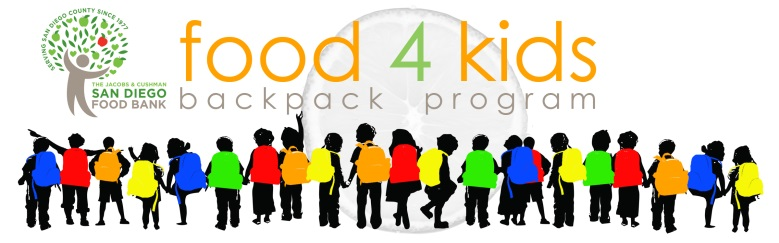 SERVING SAN DIEGO COUNTY SINCE 1977
THE JACOBS & CUSHMAN
SAN DIEGO
FOOD BANK
food 4 kids
backpack program